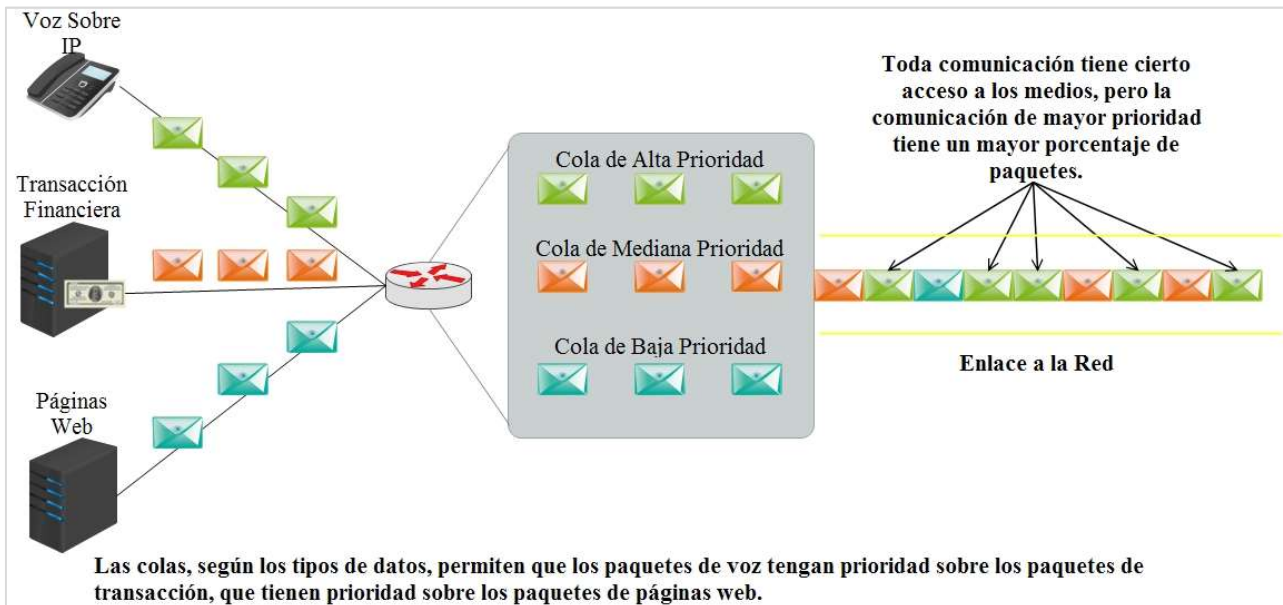 Voz Sobre
IP
Transacción
Financiera
Páginas
Web
Cola de Alta Prioridad
Cola de Mediana Prioridad
Cola de Baja Prioridad
Toda comunicación tiene cierto
acceso a los medios, pero la
comunicación de mayor prioridad
tiene un mayor porcentaje de
paquetes.
Enlace a la Red
Las colas, según los tipos de datos, permiten que los paquetes de voz tengan prioridad sobre los paquetes de
transacción, que tienen prioridad sobre los paquetes de páginas web.